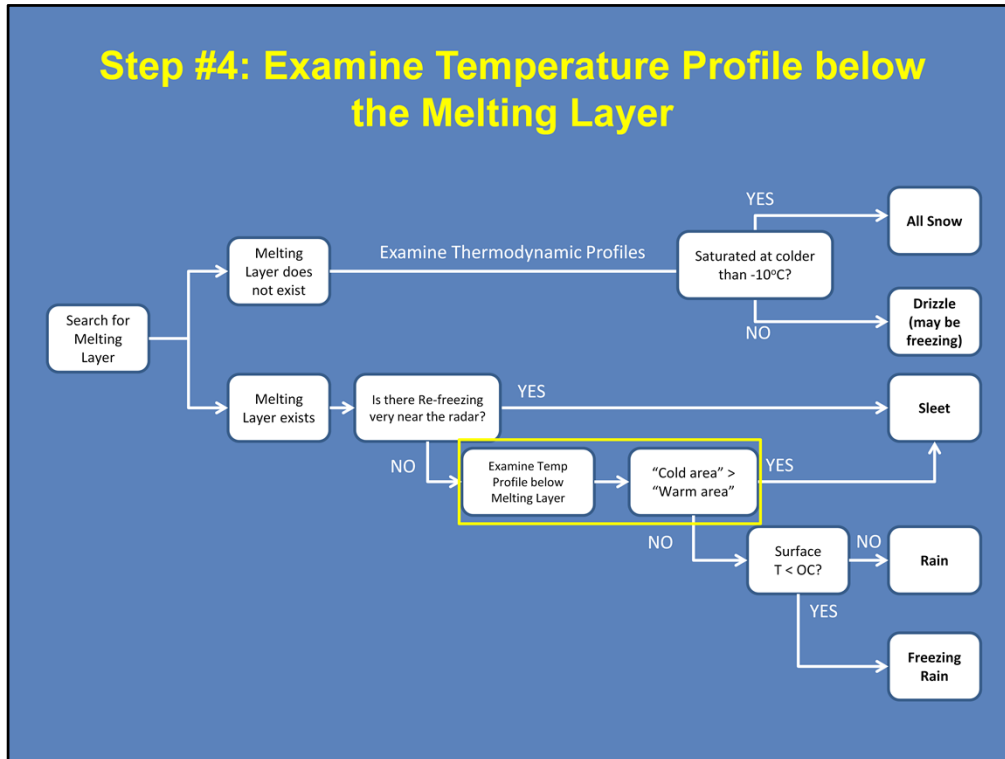 Step #4: Examine Temperature Profile below
the Melting Layer
Search for
Melting
Layer
Melting
Layer does
not exist
Examine Thermodynamic Profiles
Saturated at colder
than -10°C?
YES
All Snow
NO
Drizzle
(may be
freezing)
Melting
Layer exists
Is there Re-freezing
very near the radar?
YES
Sleet
NO
Examine Temp
Profile below
Melting Layer
“Cold area” >
“Warm area”
YES
NO
Surface
T < OC?
NO
Rain
YES
Freezing
Rain